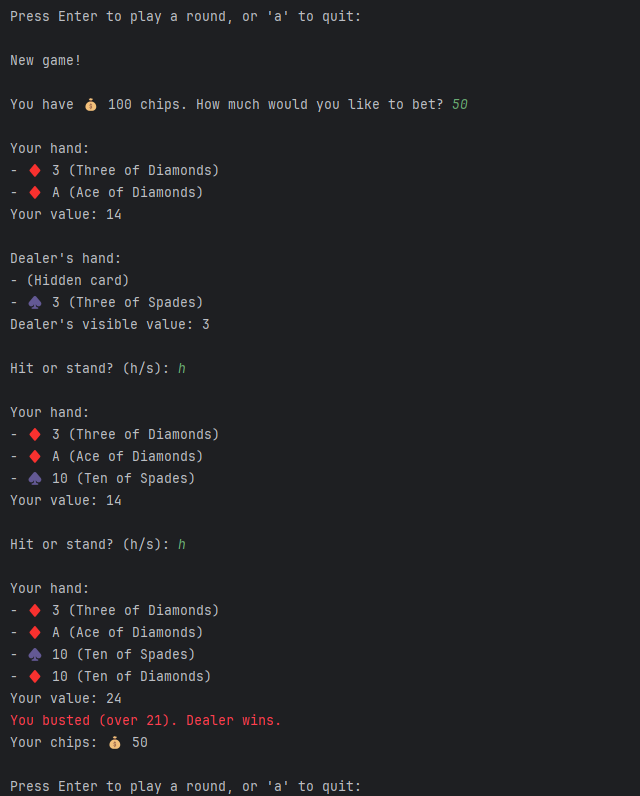 Press Enter to play a round, or 'a' to quit:
New game!
You have 💰 100 chips. How much would you like to bet? 50
Your hand:
- ♦ 3 (Three of Diamonds)
- ♦ A (Ace of Diamonds)
Your value: 14
Dealer's hand:
- (Hidden card)
- ♠ 3 (Three of Spades)
Dealer's visible value: 3
Hit or stand? (h/s): h
Your hand:
- ♦ 3 (Three of Diamonds)
- ♦ A (Ace of Diamonds)
- ♠ 10 (Ten of Spades)
Your value: 14
Hit or stand? (h/s): h
Your hand:
- ♦ 3 (Three of Diamonds)
- ♦ A (Ace of Diamonds)
- ♠ 10 (Ten of Spades)
- ♦ 10 (Ten of Diamonds)
Your value: 24
You busted (over 21). Dealer wins.
Your chips: 💰 50
Press Enter to play a round, or 'a' to quit: